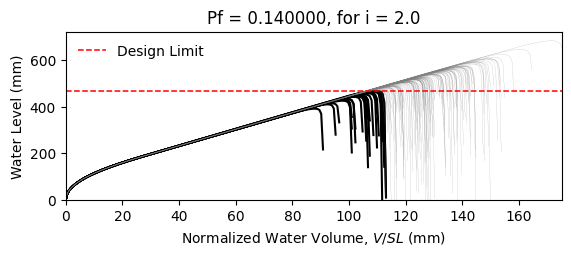 Pf = 0.140000, for i = 2.0
Design Limit
Water Level (mm)
600
400
200
0
0 20 40 60 80 100 120 140 160
Normalized Water Volume, V/SL (mm)